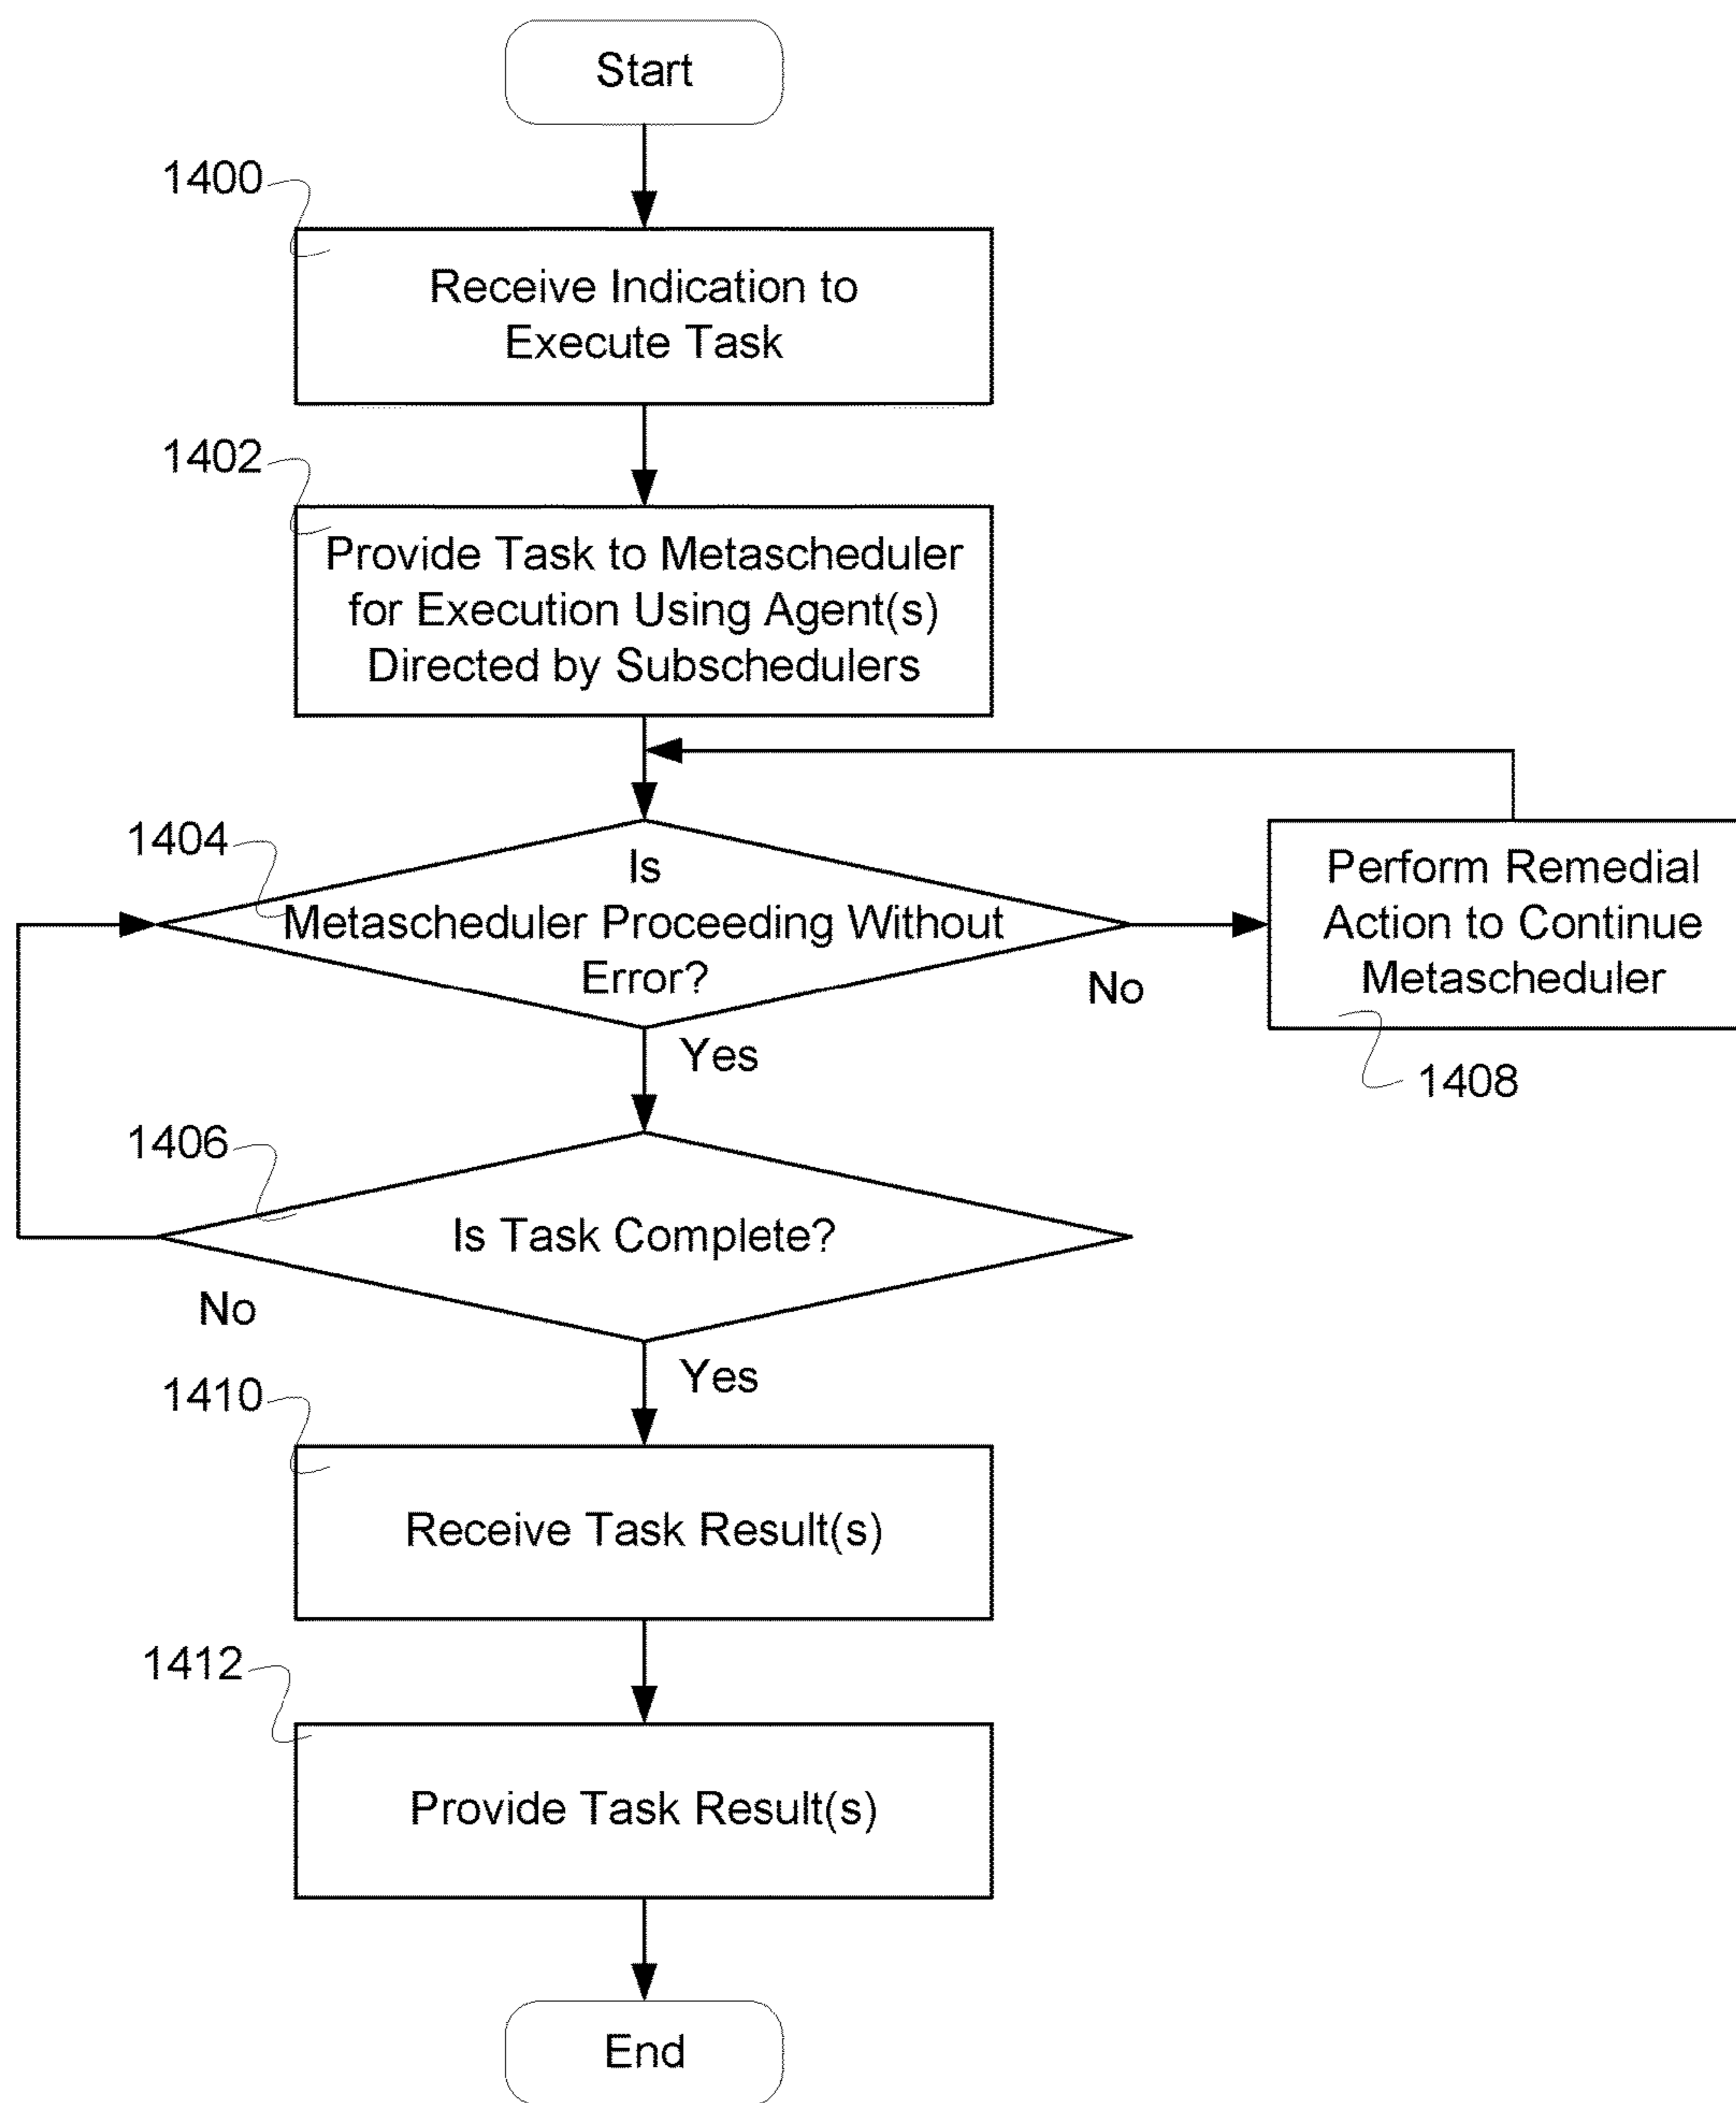 Start
1400
Receive Indication to
Execute Task
1402
Provide Task to Metascheduler
for Execution Using Agent(s)
Directed by Subschedulers
1404
Is
Metascheduler Proceeding Without
Error?
No
Perform Remedial
Action to Continue
Metascheduler
1408
Yes
1406
Is Task Complete?
No
Yes
1410
Receive Task Result(s)
1412
Provide Task Result(s)
End